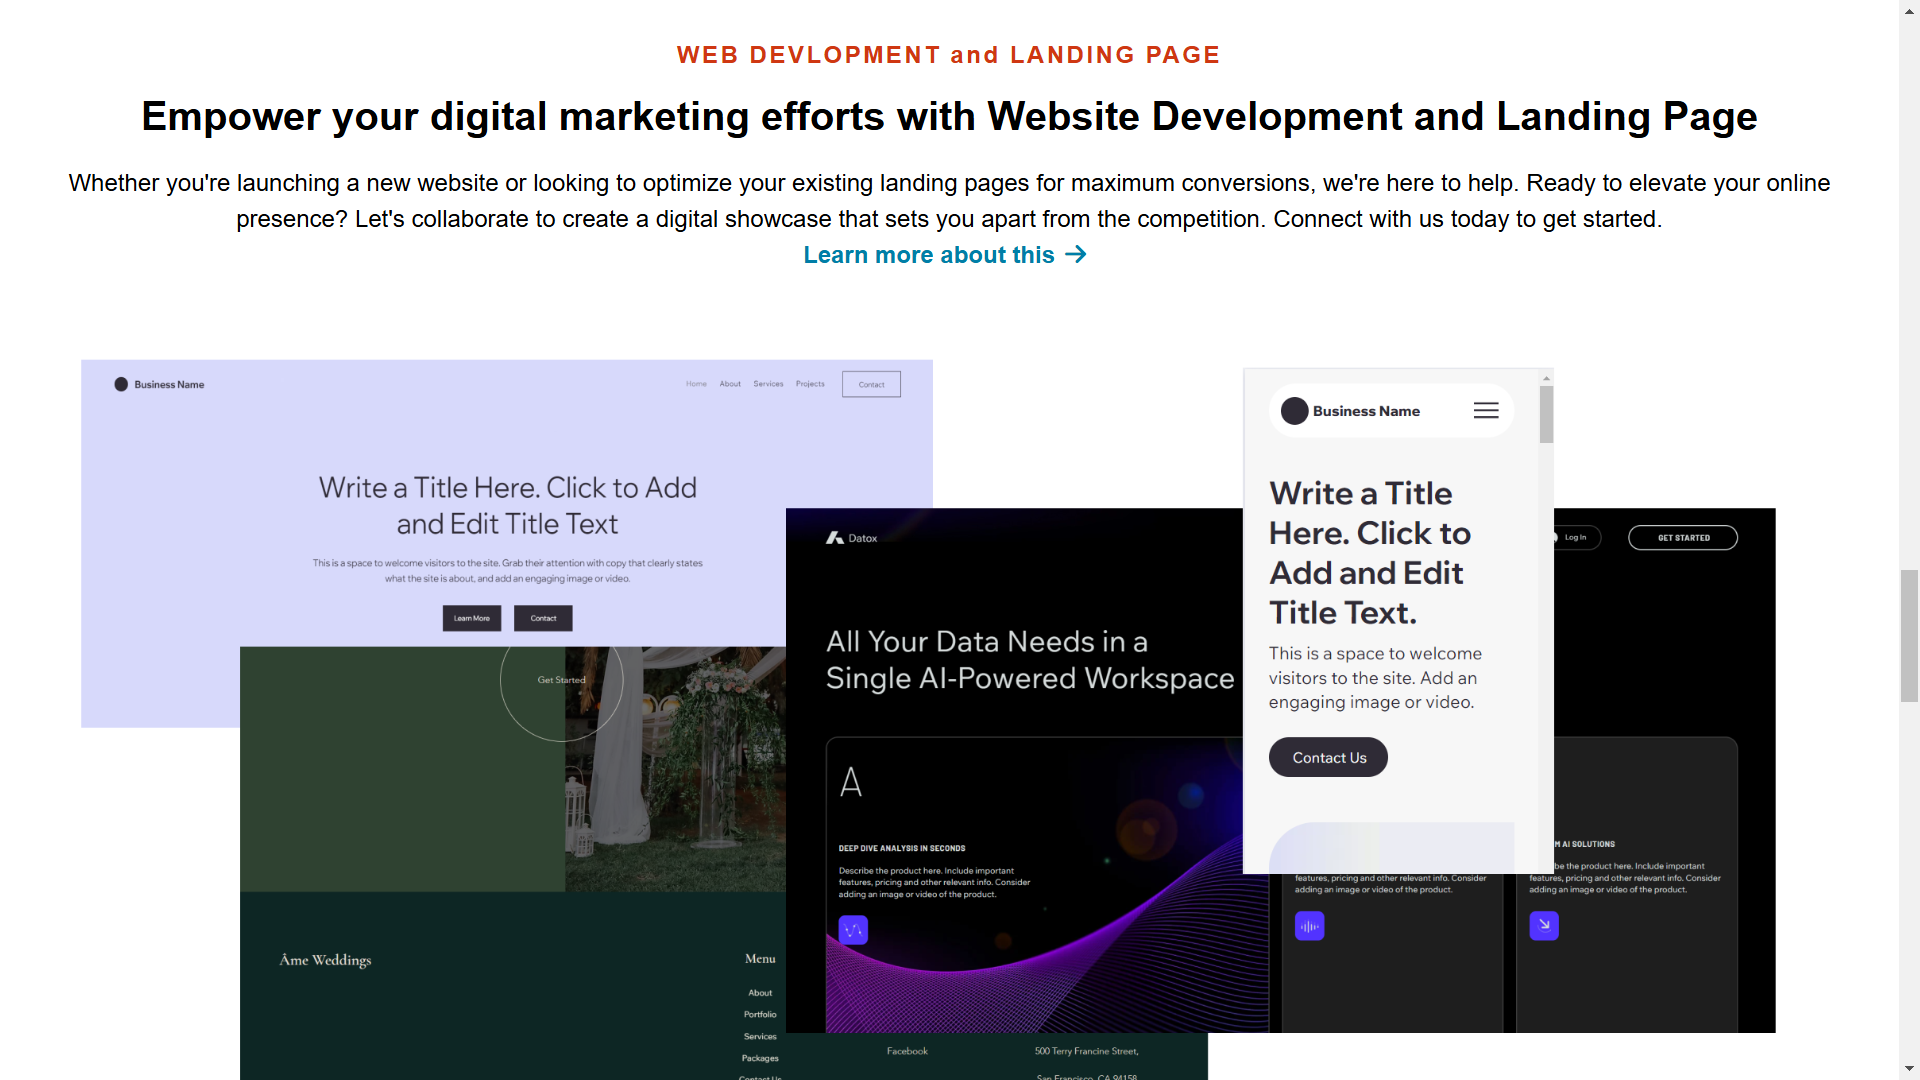 WEB DEVLOPMENT and LANDING PAGE
Empower your digital marketing efforts with Website Development and Landing Page
Whether you're launching a new website or looking to optimize your existing landing pages for maximum conversions, we're here to help. Ready to elevate your online
presence? Let's collaborate to create a digital showcase that sets you apart from the competition. Connect with us today to get started.
Learn more about this →
Business Name
Home About Services Projects Contact
Write a Title Here. Click to Add
and Edit Title Text
This is a space to welcome visitors to the site. Grab their attention with copy that clearly states
what the site is about, and add an engaging image or video.
Learn More Contact
Get Started
Âme Weddings
Menu
About
Portfolio
Services
Packages
Contact Us
Facebook
500 Terry Francine Street,
San Francisco, CA 94158
Datox
Log In GET STARTED
All Your Data Needs in a
Single AI-Powered Workspace
A
DEEP DIVE ANALYSIS IN SECONDS
Describe the product here. Include important
features, pricing and other relevant info. Consider
adding an image or video of the product.
features, pricing and other relevant info. Consider
adding an image or video of the product.
M AI SOLUTIONS
be the product here. Include important
features, pricing and other relevant info. Consider
adding an image or video of the product.
Business Name
Write a Title
Here. Click to
Add and Edit
Title Text.
This is a space to welcome
visitors to the site. Add an
engaging image or video.
Contact Us